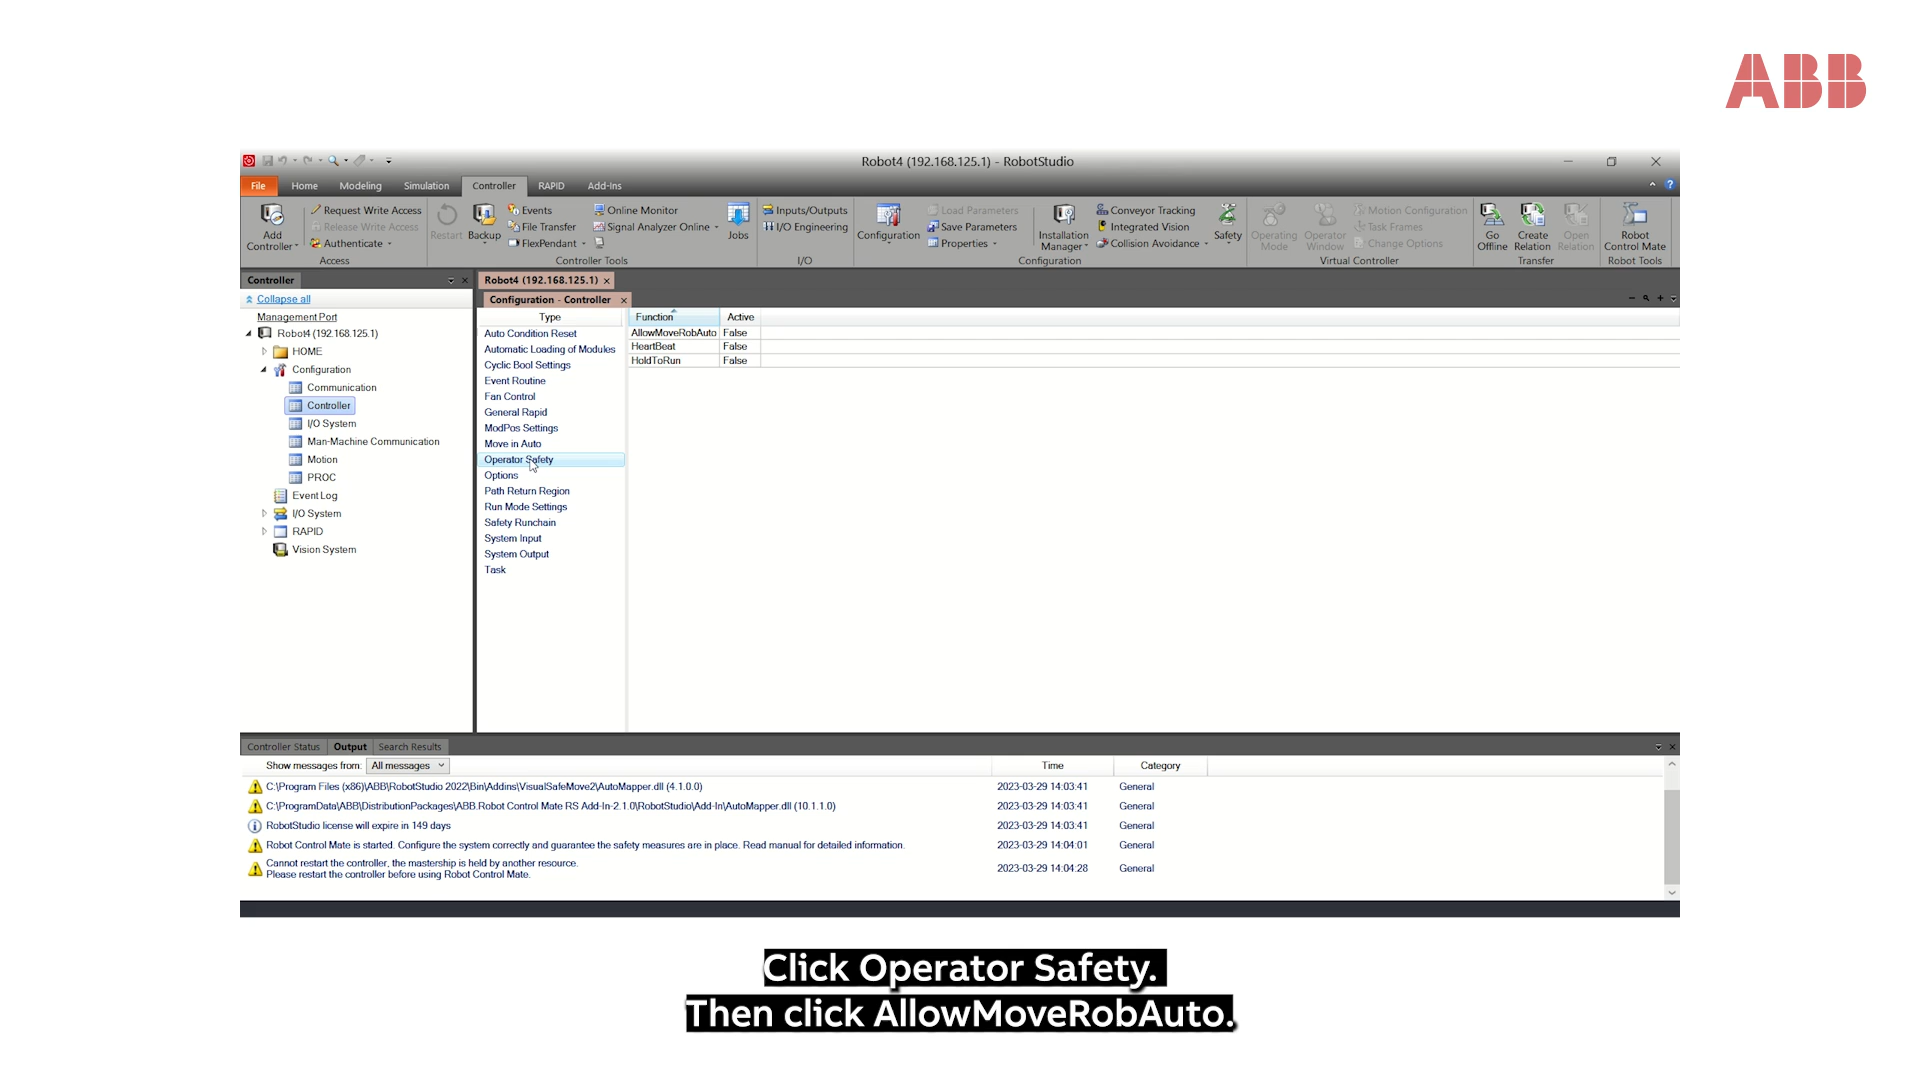 ABB
Robot4 (192.168.125.1) - RobotStudio
File Home Modeling Simulation Controller RAPID Add-Ins
Add Controller
Request Write Access
Release Write Access
Authenticate
Access
Restart
Backup
Events
File Transfer
FlexPendant
Online Monitor
Signal Analyzer Online
Jobs
Controller Tools
Inputs/Outputs
I/O Engineering
I/O
Configuration
Load Parameters
Save Parameters
Properties
Installation Manager
Conveyor Tracking
Integrated Vision
Collision Avoidance
Safety
Configuration
Operating Mode
Operator Window
Motion Configuration
Task Frames
Change Options
Virtual Controller
Go Offline
Create Relation
Open Relation
Transfer
Robot Control Mate
Robot Tools
Controller
Collapse all
Management Port
Robot4 (192.168.125.1)
HOME
Configuration
Communication
Controller
I/O System
Man-Machine Communication
Motion
PROC
Event Log
I/O System
RAPID
Vision System
Robot4 (192.168.125.1)
Configuration - Controller
Type
Auto Condition Reset
Automatic Loading of Modules
Cyclic Bool Settings
Event Routine
Fan Control
General Rapid
ModPos Settings
Move in Auto
Operator Safety
Options
Path Return Region
Run Mode Settings
Safety Runchain
System Input
System Output
Task
Function Active
AllowMoveRobAuto False
HeartBeat False
HoldToRun False
Controller Status Output Search Results
Show messages from: All messages Time Category
C:\Program Files (x86)\ABB\RobotStudio 2022\Bin\Addins\VisualSafeMove2\AutoMapper.dll (4.1.0.0) 2023-03-29 14:03:41 General
C:\ProgramData\ABB\DistributionPackages\ABB.Robot Control Mate RS Add-In-2.1.0\RobotStudio\Add-In\AutoMapper.dll (10.1.1.0) 2023-03-29 14:03:41 General
RobotStudio license will expire in 149 days 2023-03-29 14:03:41 General
Robot Control Mate is started. Configure the system correctly and guarantee the safety measures are in place. Read manual for detailed information. 2023-03-29 14:04:01 General
Cannot restart the controller, the mastership is held by another resource.
Please restart the controller before using Robot Control Mate. 2023-03-29 14:04:28 General
Click Operator Safety.
Then click AllowMoveRobAuto.